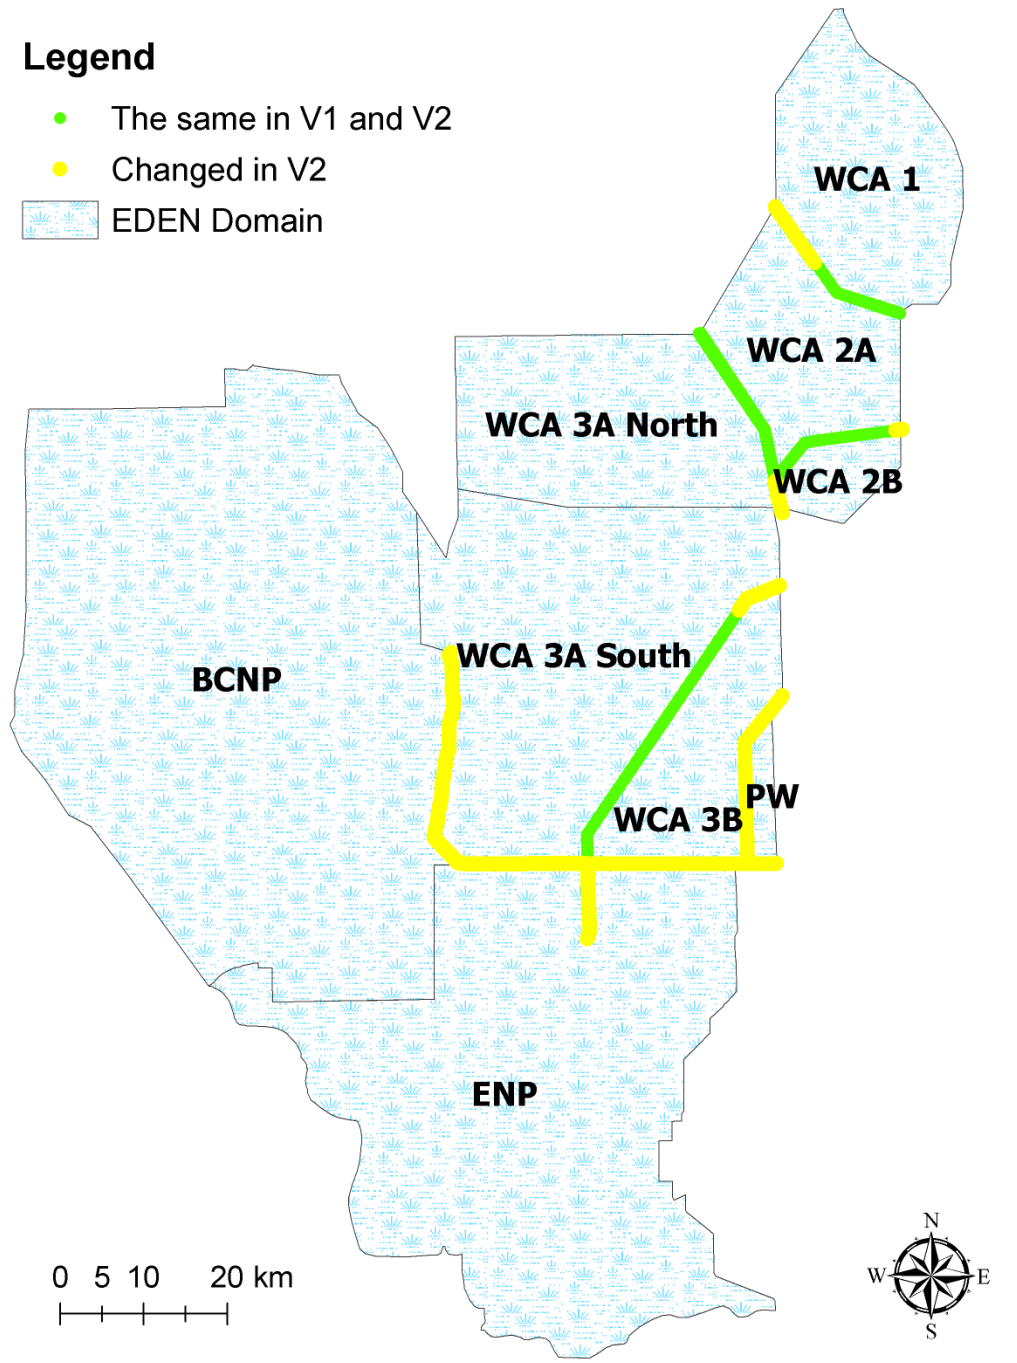 Legend
The same in V1 and V2
Changed in V2
EDEN Domain
WCA 1
WCA 2A
WCA 3A North
WCA 2B
WCA 3A South
BCNP
PW
WCA 3B
ENP
0 5 10 20 km
N
W E
S